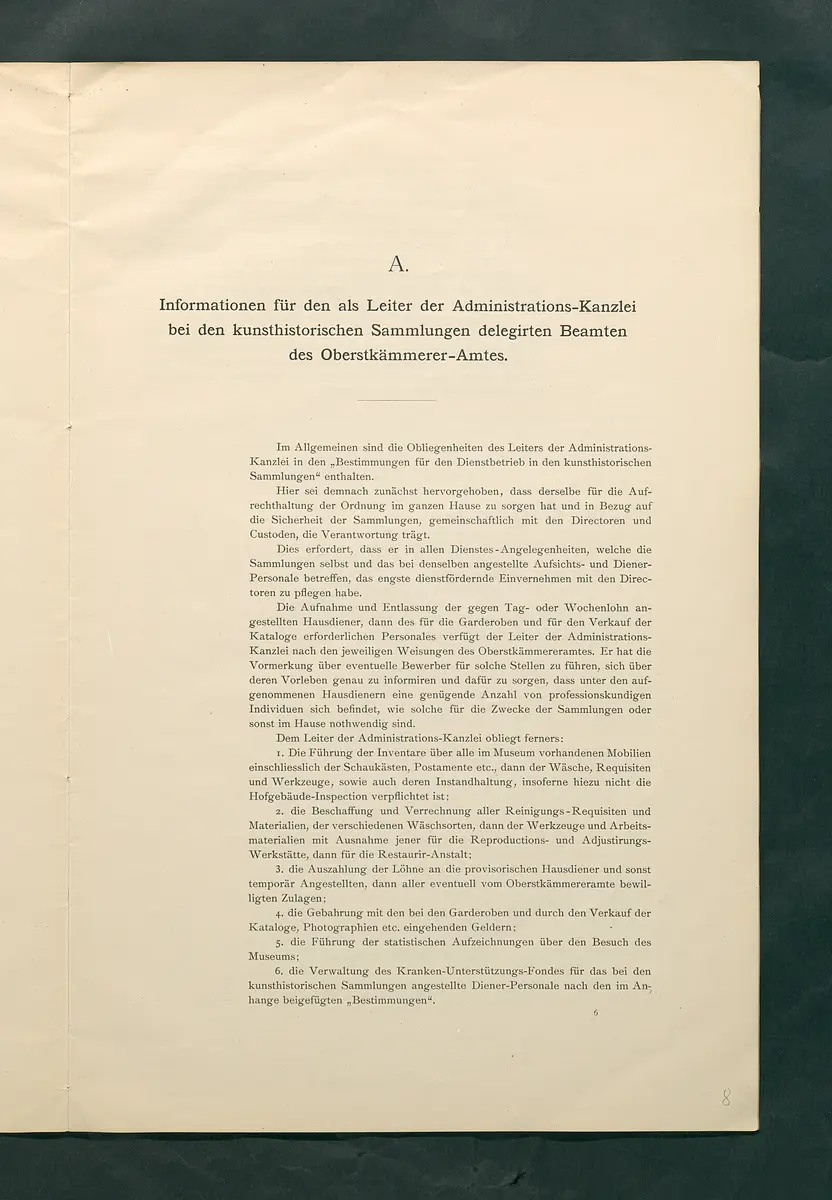 A.
Informationen für den als Leiter der Administrations-Kanzlei
bei den kunsthistorischen Sammlungen delegirten Beamten
des Oberstkämmerer-Amtes.
Im Allgemeinen sind die Obliegenheiten des Leiters der Administrations-
Kanzlei in den „Bestimmungen für den Dienstbetrieb in den kunsthistorischen
Sammlungen“ enthalten.
Hier sei demnach zunächst hervorgehoben, dass derselbe für die Auf-
rechthaltung der Ordnung im ganzen Hause zu sorgen hat und in Bezug auf
die Sicherheit der Sammlungen, gemeinschaftlich mit den Directoren und
Custoden, die Verantwortung trägt.
Dies erfordert, dass er in allen Dienstes-Angelegenheiten, welche die
Sammlungen selbst und das bei denselben angestellte Aufsichts- und Diener-
Personale betreffen, das engste dienstfördernde Einvernehmen mit den Direc-
toren zu pflegen habe.
Die Aufnahme und Entlassung der gegen Tag- oder Wochenlohn an-
gestellten Hausdiener, dann des für die Garderoben und für den Verkauf der
Kataloge erforderlichen Personales verfügt der Leiter der Administrations-
Kanzlei nach den jeweiligen Weisungen des Oberstkämmereramtes. Er hat die
Vormerkung über eventuelle Bewerber für solche Stellen zu führen, sich über
deren Vorleben genau zu informiren und dafür zu sorgen, dass unter den auf-
genommenen Hausdienern eine genügende Anzahl von professionskundigen
Individuen sich befindet, wie solche für die Zwecke der Sammlungen oder
sonst im Hause nothwendig sind.
Dem Leiter der Administrations-Kanzlei obliegt ferners:
1. Die Führung der Inventare über alle im Museum vorhandenen Mobilien
einschliesslich der Schaukästen, Postamente etc., dann der Wäsche, Requisiten
und Werkzeuge, sowie auch deren Instandhaltung, insoferne hiezu nicht die
Hofgebäude-Inspection verpflichtet ist;
2. die Beschaffung und Verrechnung aller Reinigungs-Requisiten und
Materialien, der verschiedenen Wäschsorten, dann der Werkzeuge und Arbeits-
materialien mit Ausnahme jener für die Reproductions- und Adjustirungs-
Werkstätte, dann für die Restaurir-Anstalt;
3. die Auszahlung der Löhne an die provisorischen Hausdiener und sonst
temporär Angestellten, dann aller eventuell vom Oberstkämmereramte bewil-
ligten Zulagen;
4. die Gebahrung mit den bei den Garderoben und durch den Verkauf der
Kataloge, Photographien etc. eingehenden Geldern;
5. die Führung der statistischen Aufzeichnungen über den Besuch des
Museums;
6. die Verwaltung des Kranken-Unterstützungs-Fondes für das bei den
kunsthistorischen Sammlungen angestellte Diener-Personale nach den im An-
hange beigefügten „Bestimmungen“.
6
8